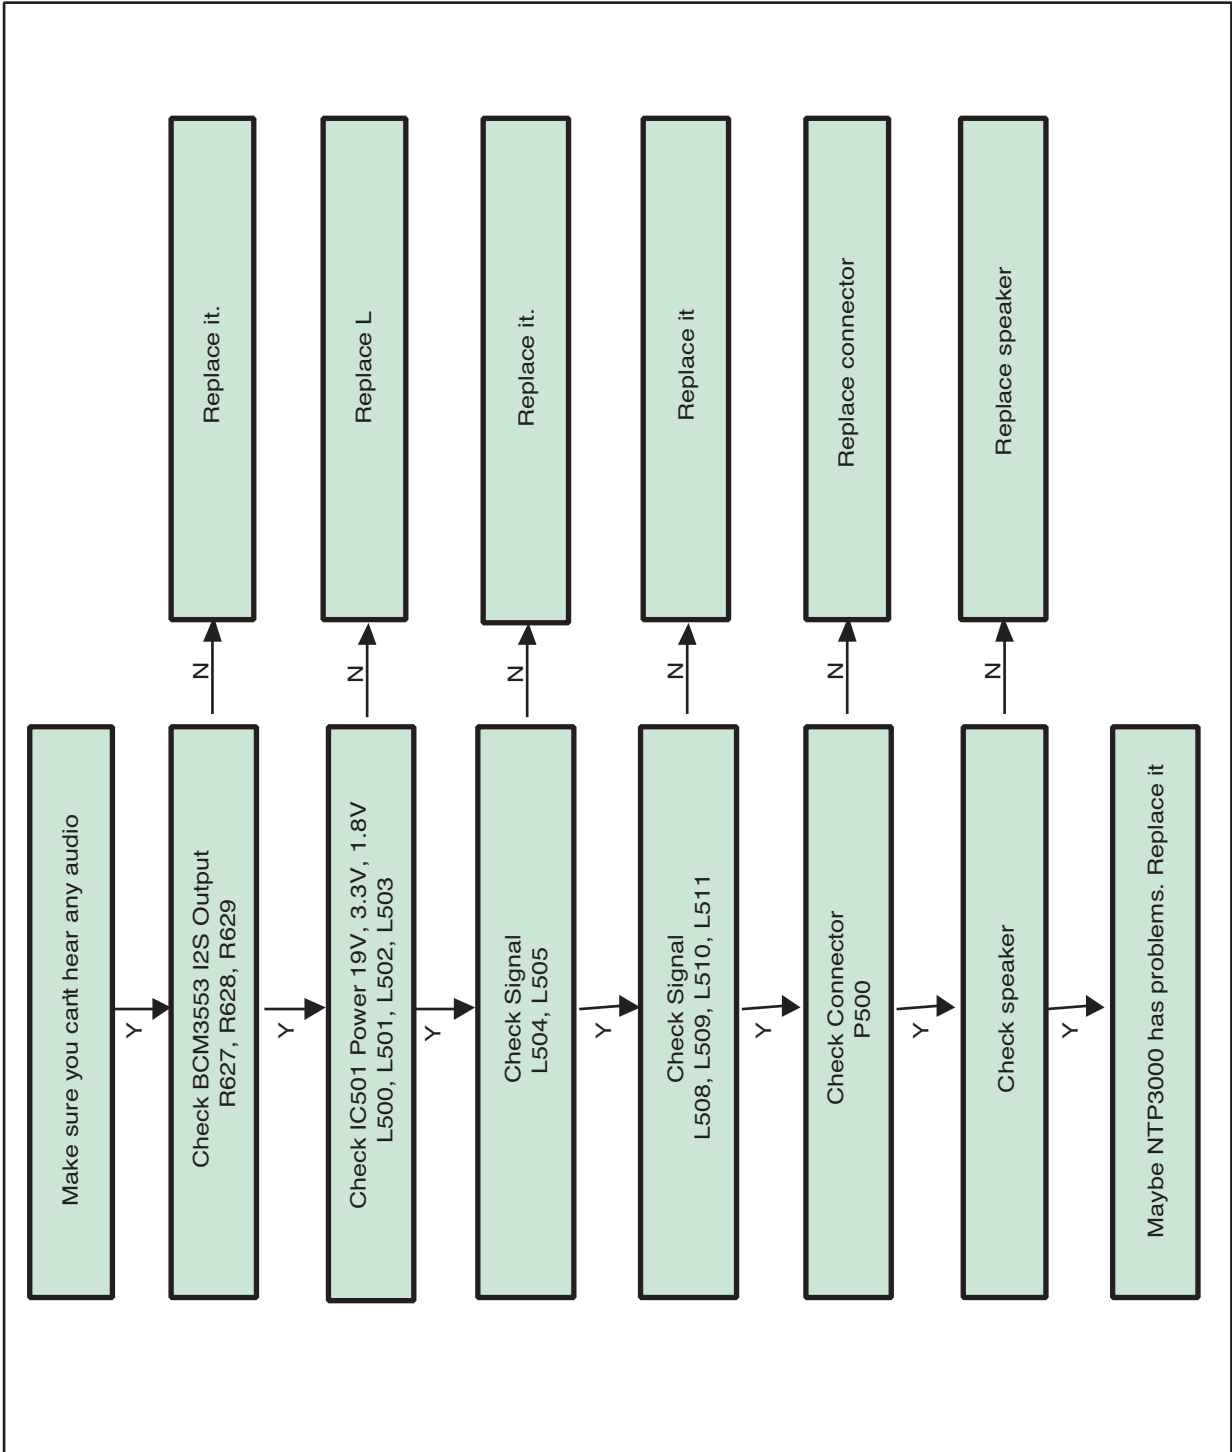 Make sure you can't hear any audio
Y
Check BCM3553 I2S Output
R627, R628, R629
N
Replace it.
Y
Check IC501 Power 19V, 3.3V, 1.8V
L500, L501, L502, L503
N
Replace L
Y
Check Signal
L504, L505
N
Replace it.
Y
Check Signal
L508, L509, L510, L511
N
Replace it
Y
Check Connector
P500
N
Replace connector
Y
Check speaker
N
Replace speaker
Y
Maybe NTP3000 has problems. Replace it